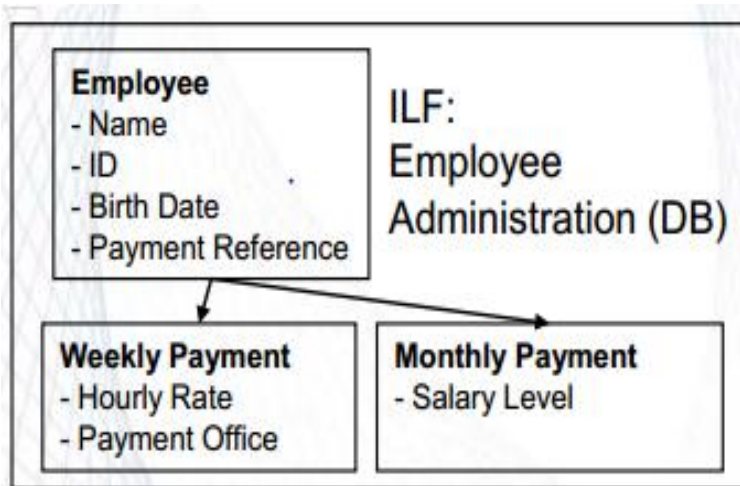 Employee
- Name
- ID
- Birth Date
- Payment Reference
ILF:
Employee
Administration (DB)
Weekly Payment
- Hourly Rate
- Payment Office
Monthly Payment
- Salary Level